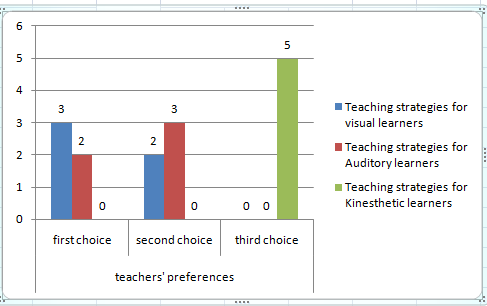 6
5
4
3
2
1
0
3
2
0
2
3
0
0
0
5
first choice
second choice
third choice
teachers' preferences
Teaching strategies for
visual learners
Teaching strategies for
Auditory learners
Teaching strategies for
Kinesthetic learners